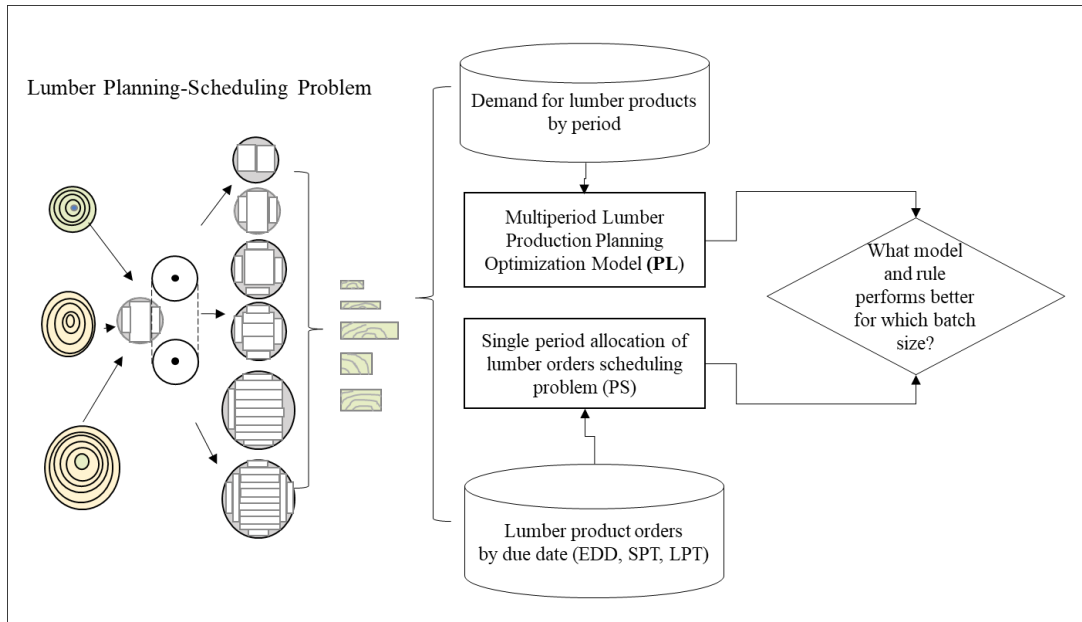 Lumber Planning-Scheduling Problem
Demand for lumber products
by period
Multiperiod Lumber
Production Planning
Optimization Model (PL)
What model
and rule
performs better
for which batch
size?
Single period allocation of
lumber orders scheduling
problem (PS)
Lumber product orders
by due date (EDD, SPT, LPT)